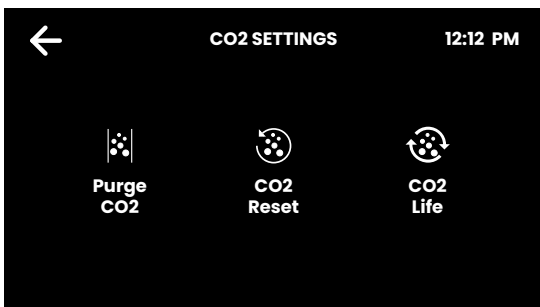 CO2 SETTINGS
12:12 PM
Purge
CO2
CO2
Reset
CO2
Life